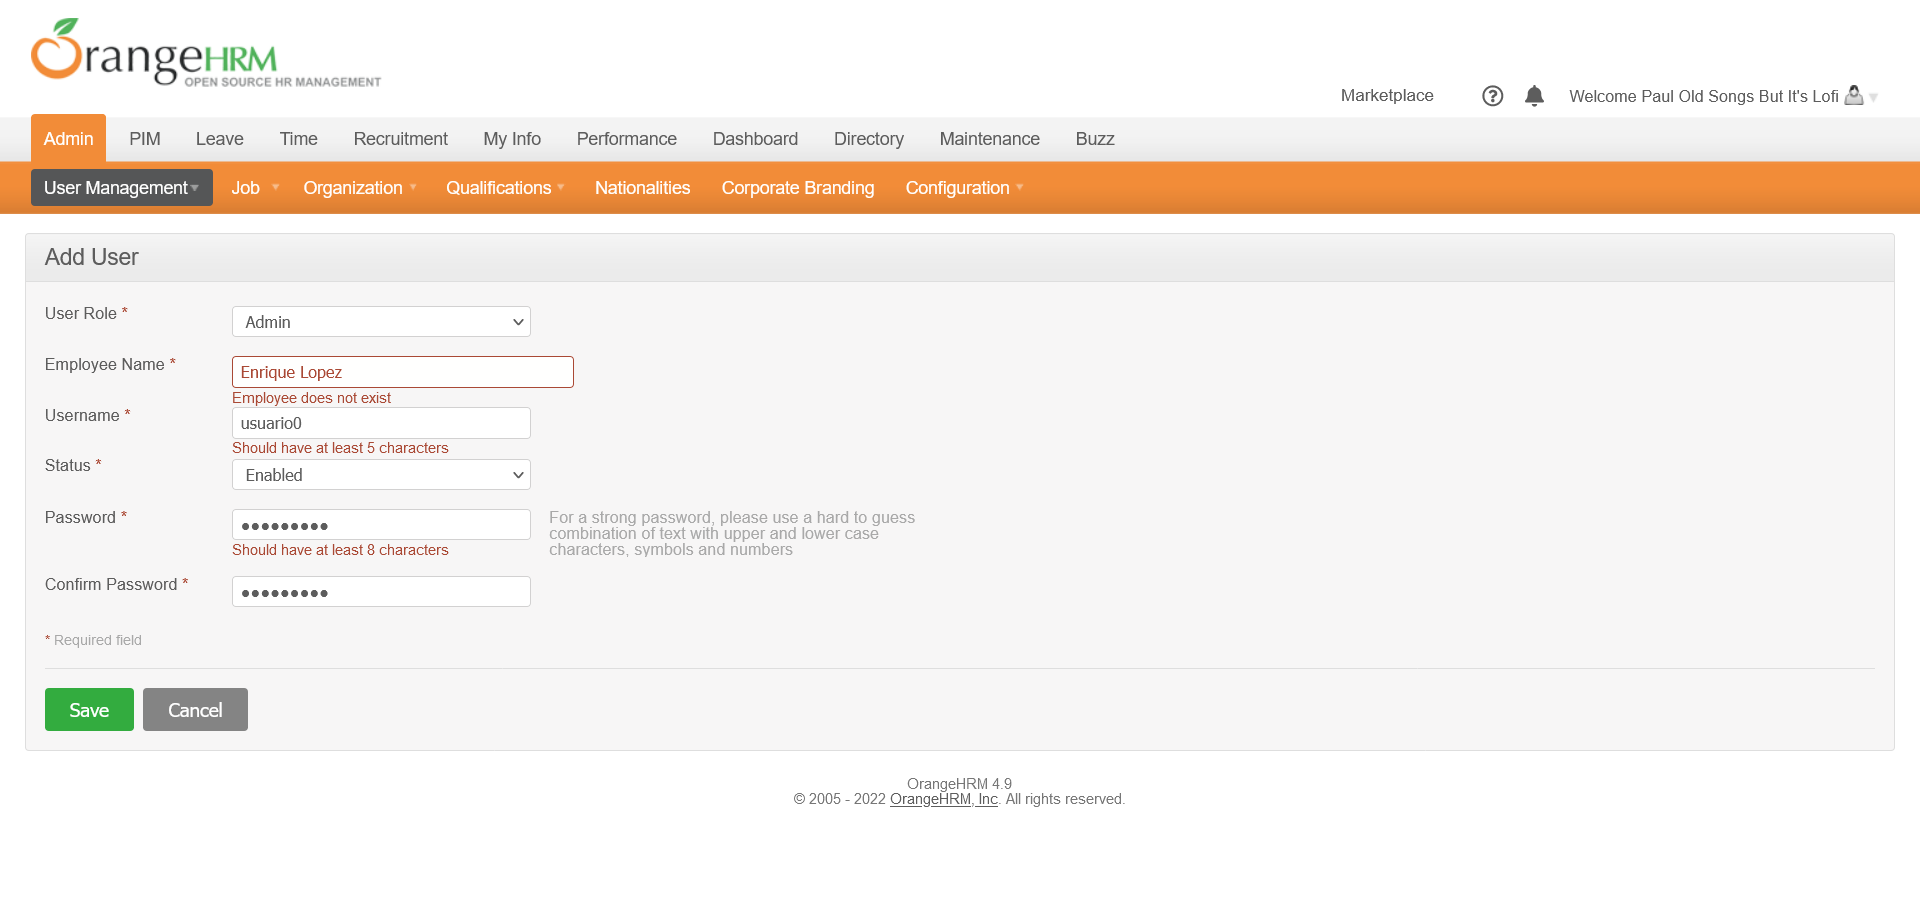 OrangeHRM
OPEN SOURCE HR MANAGEMENT
Marketplace
Welcome Paul Old Songs But It's Lofi
Admin PIM Leave Time Recruitment My Info Performance Dashboard Directory Maintenance Buzz
User Management Job Organization Qualifications Nationalities Corporate Branding Configuration
Add User
User Role * Admin
Employee Name * Enrique Lopez
Employee does not exist
Username * usuario0
Should have at least 5 characters
Status * Enabled
Password * ●●●●●●●●●
Should have at least 8 characters
For a strong password, please use a hard to guess
combination of text with upper and lower case
characters, symbols and numbers
Confirm Password * ●●●●●●●●●
* Required field
Save Cancel
OrangeHRM 4.9
© 2005 - 2022 OrangeHRM, Inc. All rights reserved.